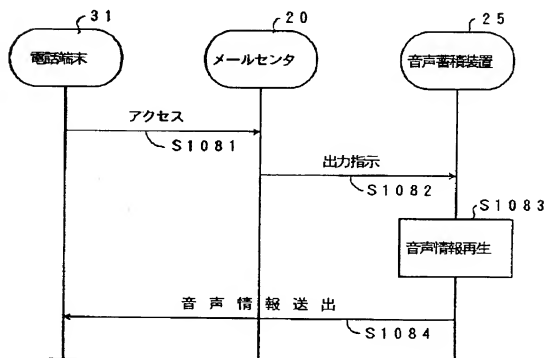 31
20
25
電話端末
メールセンタ
音声蓄積装置
アクセス
S1081
出力指示
S1082
S1083
音声情報再生
音声情報送出
S1084